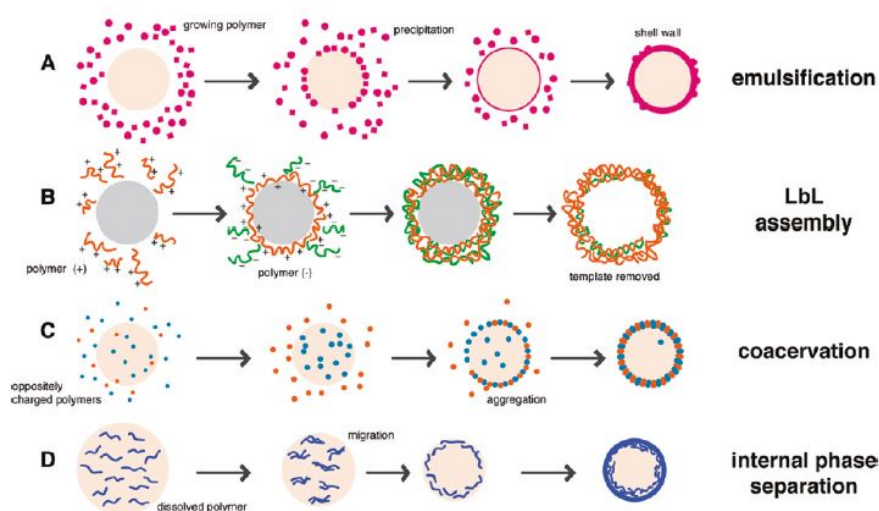 growing polymer
precipitation
shell wall
A
emulsification
B
polymer (+)
polymer (-)
template removed
LbL
assembly
C
oppositely
charged polymers
aggregation
coacervation
D
migration
dissolved polymer
internal phase
separation